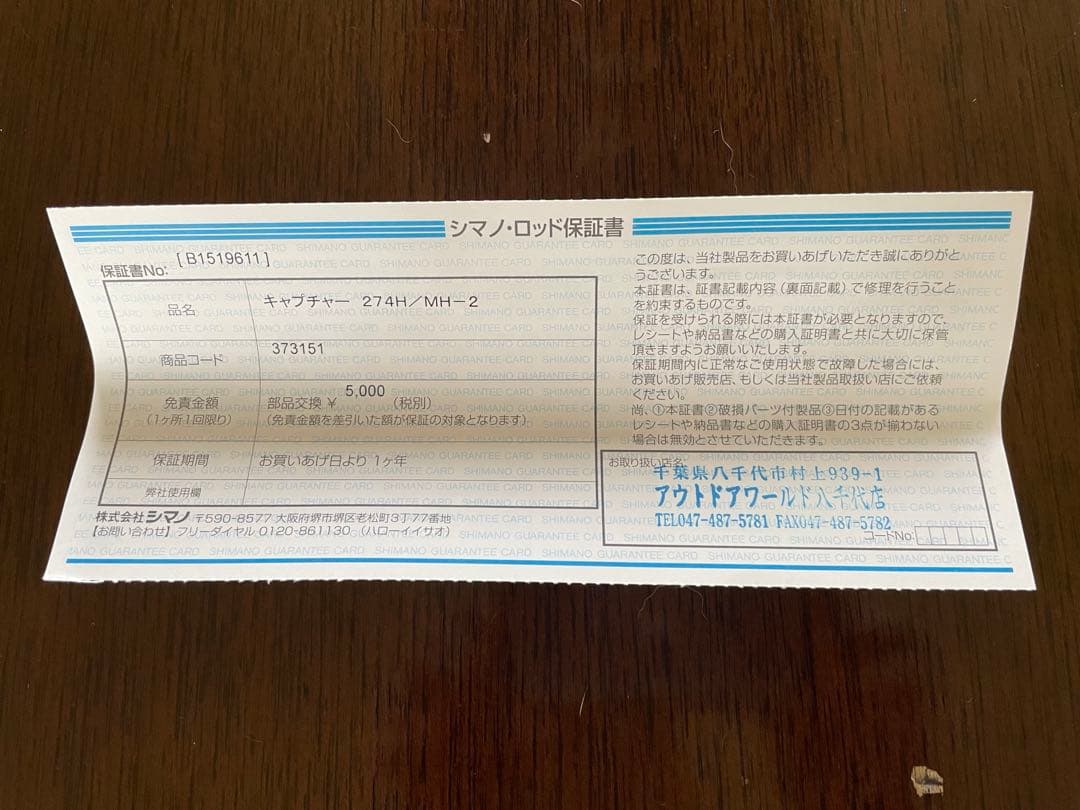 シマノ・ロッド保証書
保証書No: [B1519611]
品名 キャプチャー 274H/MH-2
商品コード 373151
免責金額 (1ヶ所1回限り) 部品交換 ¥ 5,000 (税別)
(免責金額を差引いた額が保証の対象となります)
保証期間 お買いあげ日より 1ヶ年
弊社使用欄
株式会社シマノ 〒590-8577 大阪府堺市堺区老松町3丁77番地
【お問い合わせ】フリーダイヤル 0120-861130 (ハローイイサオ)
この度は、当社製品をお買いあげいただき誠にありがと
うございます。
本証書は、証書記載内容(裏面記載)で修理を行うこと
を約束するものです。
保証を受けられる際には本証書が必要となりますので、
レシートや納品書などの購入証明書と共に大切に保管
頂きますようお願いいたします。
保証期間内に正常なご使用状態で故障した場合には、
お買いあげ販売店、もしくは当社製品取扱い店にご依頼
ください。
尚、①本証書②破損パーツ付製品③日付の記載がある
レシートや納品書などの購入証明書の3点が揃わない
場合は無効とさせていただきます。
お取り扱い店名:
千葉県八千代市村上939-1
アウトドアワールド八千代店
TEL047-487-5781 FAX047-487-5782
コードNo: